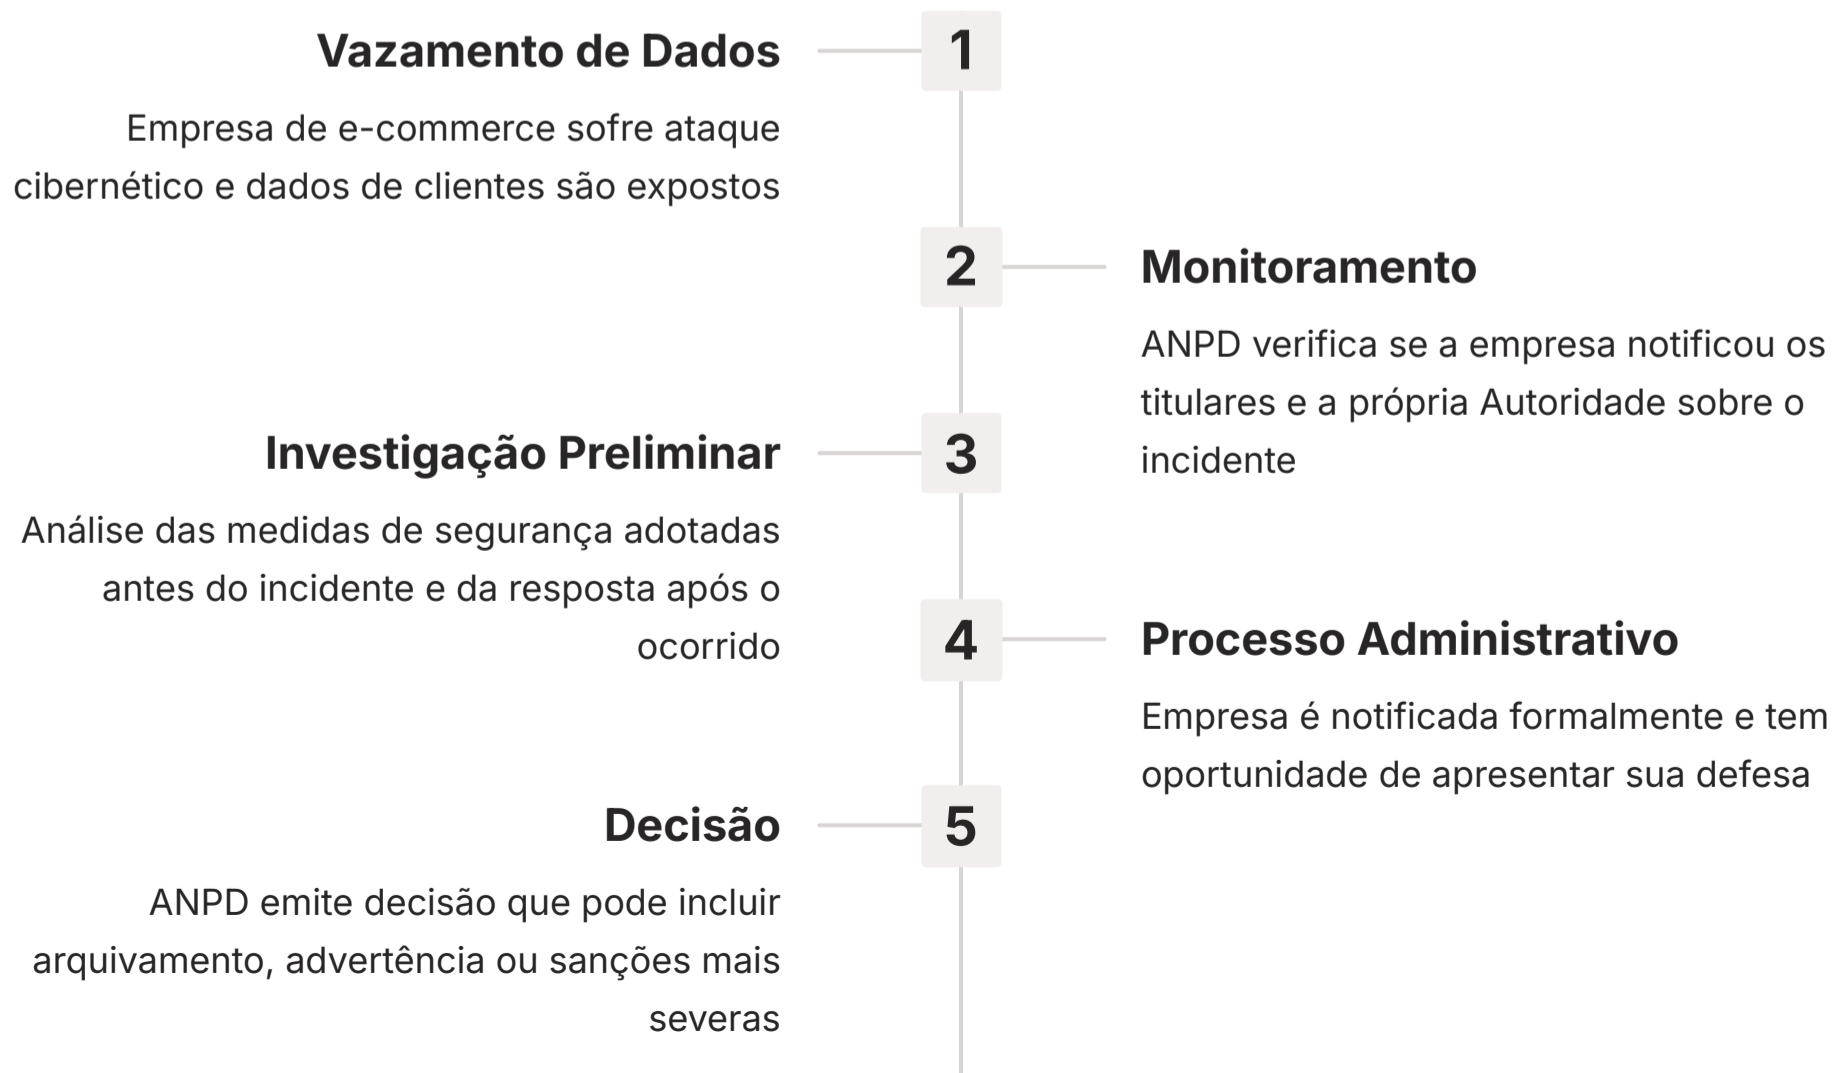 Vazamento de Dados
1
Empresa de e-commerce sofre ataque
cibernético e dados de clientes são expostos
2
Monitoramento
ANPD verifica se a empresa notificou os
titulares e a própria Autoridade sobre o
incidente
Investigação Preliminar
3
Análise das medidas de segurança adotadas
antes do incidente e da resposta após o
ocorrido
4
Processo Administrativo
Empresa é notificada formalmente e tem
oportunidade de apresentar sua defesa
Decisão
5
ANPD emite decisão que pode incluir
arquivamento, advertência ou sanções mais
severas